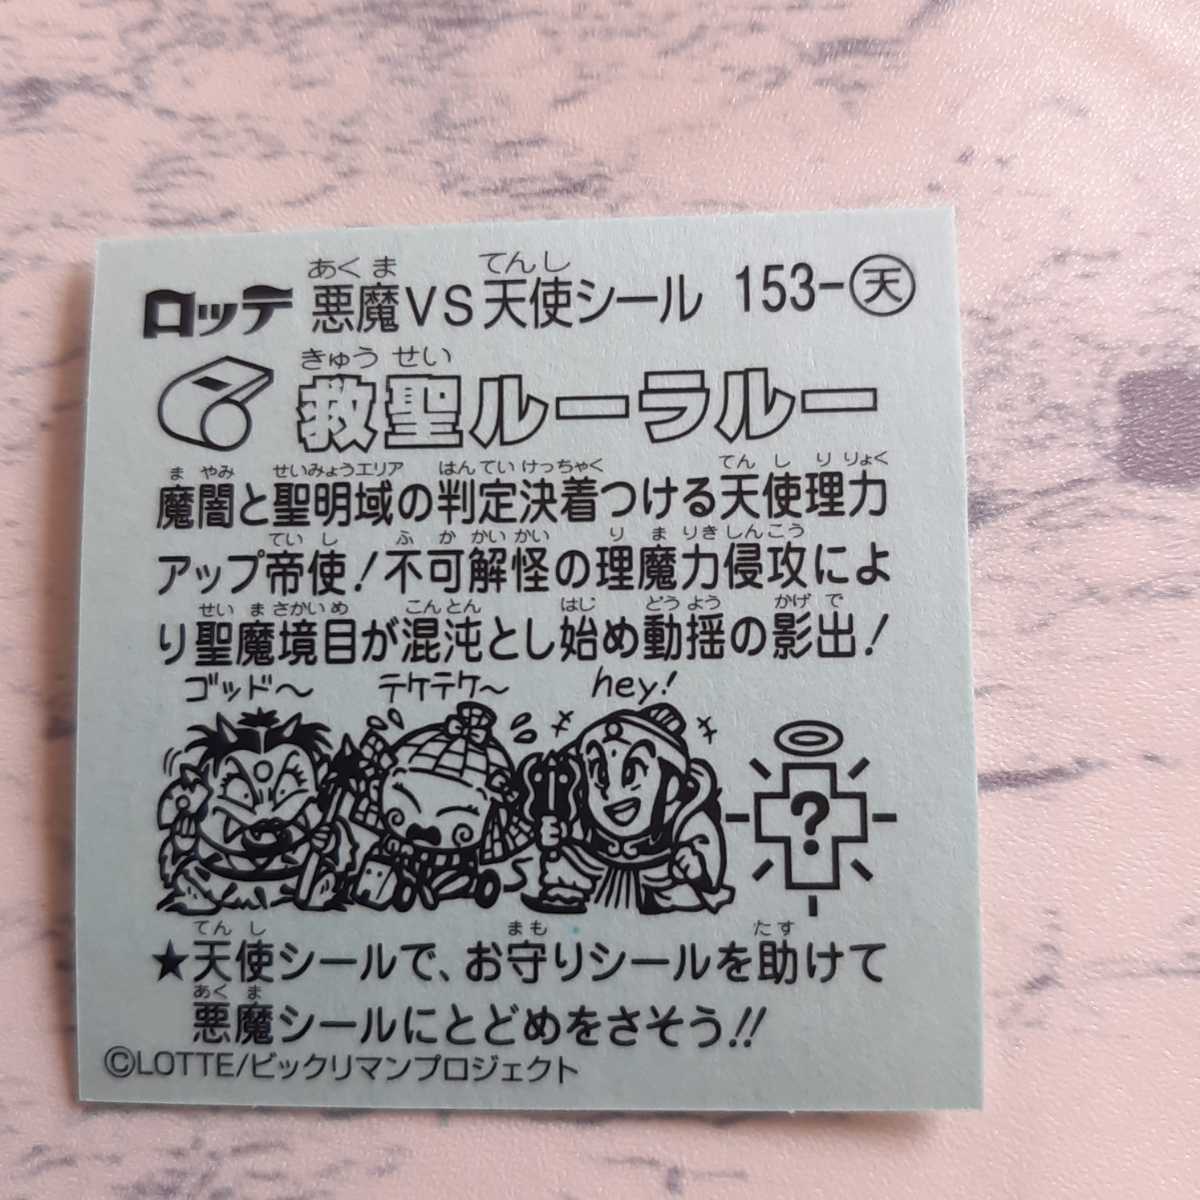 ロッテ 悪魔VS天使シール 153-天
あくま てんし
救聖ルーラルー
きゅうせい
魔闇と聖明域の判定決着つける天使理力
まやみ せいみょうエリア はんていけっちゃく てんしりりょく
アップ帝使!不可解怪の理魔力侵攻によ
ていし ふかかいかい りまりきしんこう
り聖魔境目が混沌とし始め動揺の影出!
せいまさかいめ こんとん はじ どうよう かげで
ゴッド〜 テケテケ〜 hey!
?
★天使シールで、お守りシールを助けて
てんし まも たす
悪魔シールにとどめをさそう!!
あくま
©LOTTE/ビックリマンプロジェクト